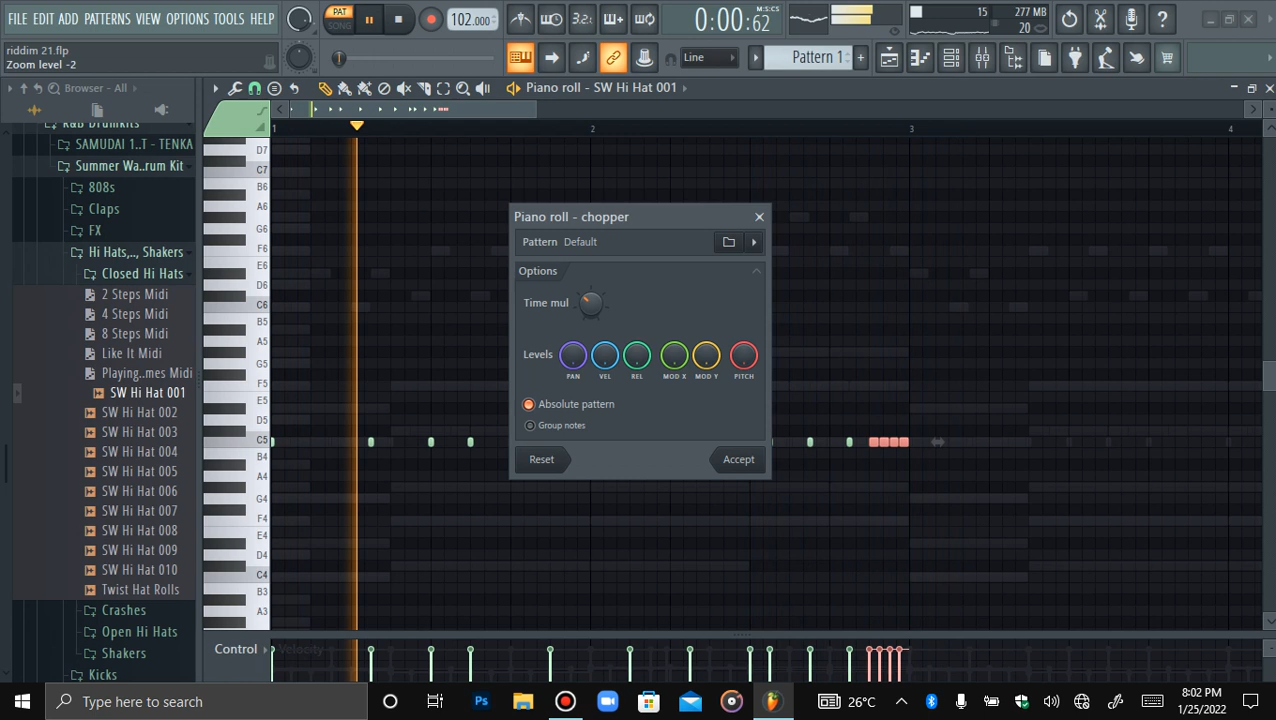 FILE EDIT ADD PATTERNS VIEW OPTIONS TOOLS HELP
PAT
SONG
102.000
3.2
0:00:62
15
277 MB
20
riddim 21.flp
Zoom level -2
Line
Pattern 1
Browser - All
Piano roll - SW Hi Hat 001
R&B Drumkits
SAMUDAI 1..T - TENKA
Summer Wa..rum Kit
808s
Claps
FX
Hi Hats,..., Shakers
Closed Hi Hats
2 Steps Midi
4 Steps Midi
8 Steps Midi
Like It Midi
Playing...mes Midi
SW Hi Hat 001
SW Hi Hat 002
SW Hi Hat 003
SW Hi Hat 004
SW Hi Hat 005
SW Hi Hat 006
SW Hi Hat 007
SW Hi Hat 008
SW Hi Hat 009
SW Hi Hat 010
Twist Hat Rolls
Crashes
Open Hi Hats
Shakers
Kicks
1
2
3
4
D7
C7
B6
A6
G6
F6
E6
D6
C6
B5
A5
G5
F5
E5
D5
C5
B4
A4
G4
F4
E4
D4
C4
B3
A3
G3
Piano roll - chopper
Pattern Default
Options
Time mul
Levels
PAN
VEL
REL
MOD X
MOD Y
PITCH
Absolute pattern
Group notes
Reset
Accept
Control
Velocity
Type here to search
Ps
26°C
6:02 PM
1/25/2022